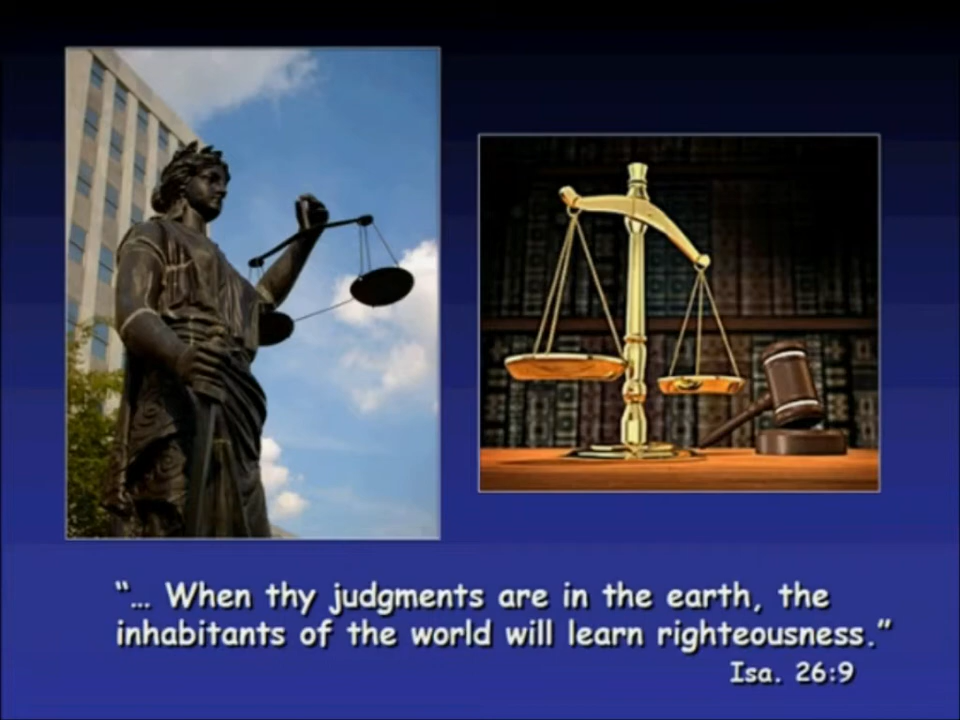 “… When thy judgments are in the earth, the
inhabitants of the world will learn righteousness.”
Isa. 26:9